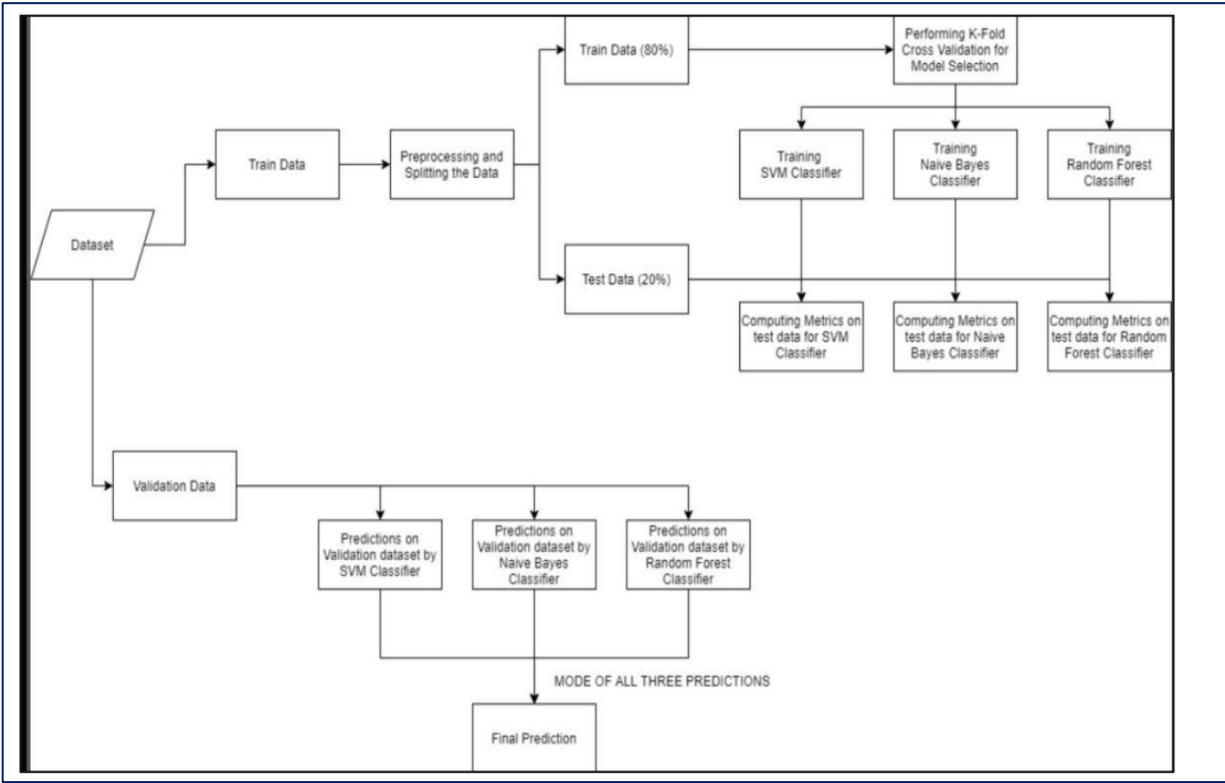 Train Data (80%)
Performing K-Fold
Cross Validation for
Model Selection
Train Data
Preprocessing and
Splitting the Data
Training
SVM Classifier
Training
Naive Bayes
Classifier
Training
Random Forest
Classifier
Dataset
Test Data (20%)
Computing Metrics on
test data for SVM
Classifier
Computing Metrics on
test data for Naive
Bayes Classifier
Computing Metrics on
test data for Random
Forest Classifier
Validation Data
Predictions on
Validation dataset by
SVM Classifier
Predictions on
Validation dataset by
Naive Bayes
Classifier
Predictions on
Validation dataset by
Random Forest
Classifier
MODE OF ALL THREE PREDICTIONS
Final Prediction